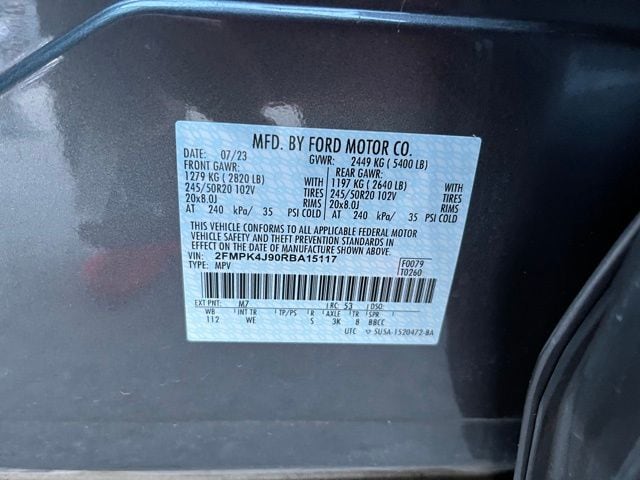 MFD. BY FORD MOTOR CO.
DATE: 07/23 GVWR: 2449 KG ( 5400 LB)
FRONT GAWR: REAR GAWR:
1279 KG ( 2820 LB) WITH 1197 KG ( 2640 LB) WITH
245/50R20 102V TIRES 245/50R20 102V TIRES
20x8.0J RIMS 20x8.0J RIMS
AT 240 kPa/ 35 PSI COLD AT 240 kPa/ 35 PSI COLD
THIS VEHICLE CONFORMS TO ALL APPLICABLE FEDERAL MOTOR
VEHICLE SAFETY AND THEFT PREVENTION STANDARDS IN
EFFECT ON THE DATE OF MANUFACTURE SHOWN ABOVE.
VIN: 2FMPK4J90RBA15117 F0079
TYPE: MPV T0260
EXT PNT: M7 RC: 53 DSO:
WB INT TR TP/PS R AXLE TR SPR
112 WE S 3K 8 BBCC
UTC SU5A-1520472-BA